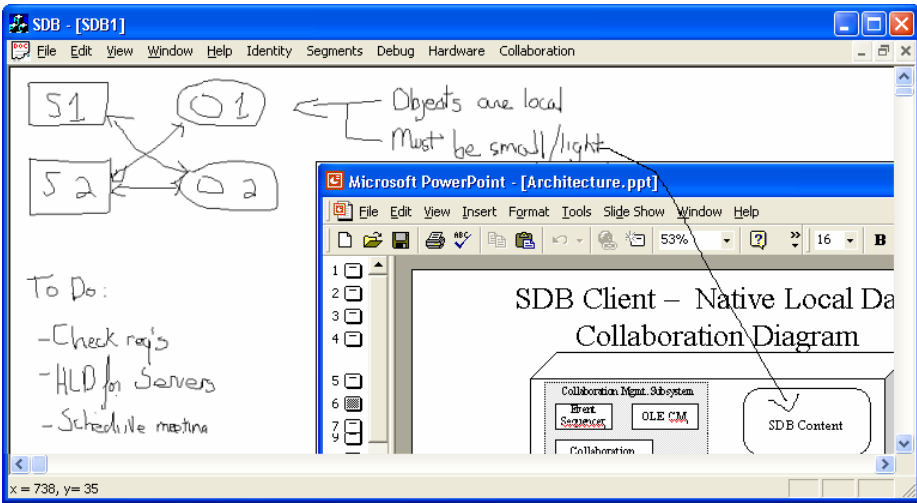 SDB - [SDB1]
File Edit View Window Help Identity Segments Debug Hardware Collaboration
S1 O1 Objects are local
Must be small/light
S2 O2
Microsoft PowerPoint - [Architecture.ppt]
File Edit View Insert Format Tools Slide Show Window Help
ABC 53% 16 B
1
2
3
4
5
6
7
9
SDB Client – Native Local Da
Collaboration Diagram
Collaboration Mgmt. Subsystem
Event
Sequencer
OLE CM
SDB Content
Collaboration
To Do:
- Check req's
- HLD for Servers
- Schedule meeting
x = 738, y= 35